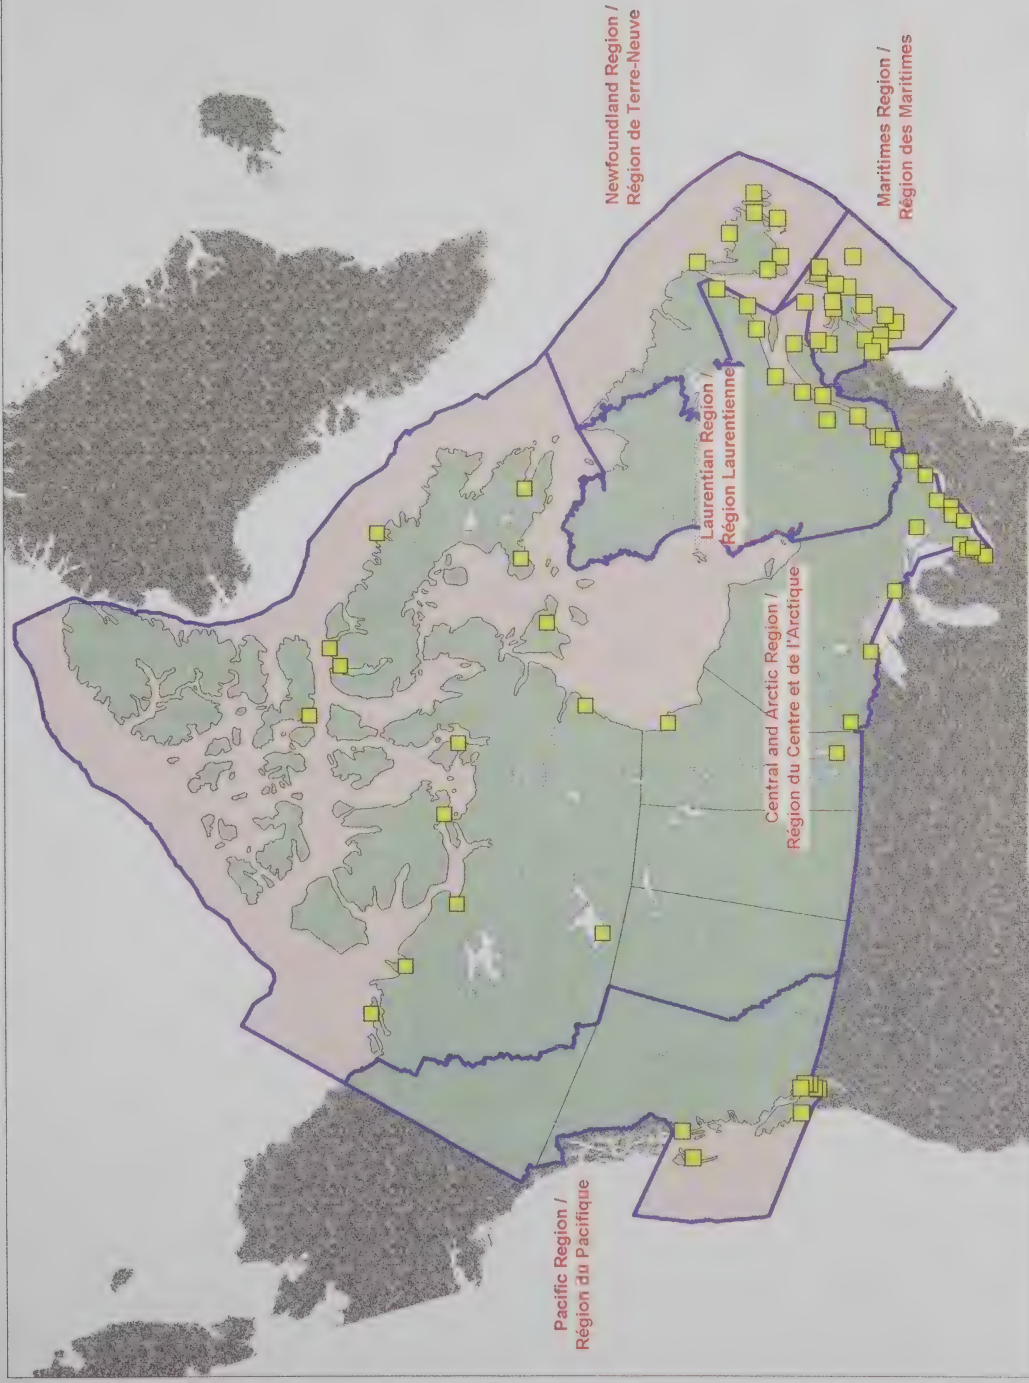 Newfoundland Region /
Région de Terre-Neuve
Maritimes Region /
Région des Maritimes
Laurentian Region /
Région Laurentienne
Central and Arctic Region /
Région du Centre et de l'Arctique
Pacific Region /
Région du Pacifique